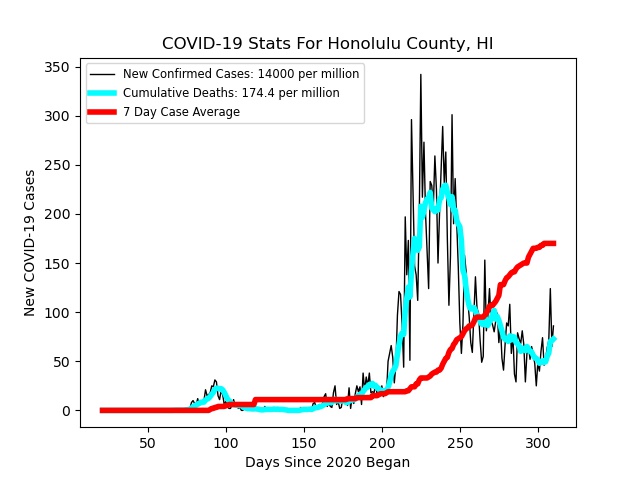 COVID-19 Stats For Honolulu County, HI
New Confirmed Cases: 14000 per million
Cumulative Deaths: 174.4 per million
7 Day Case Average
New COVID-19 Cases
350
300
250
200
150
100
50
0
50 100 150 200 250 300
Days Since 2020 Began